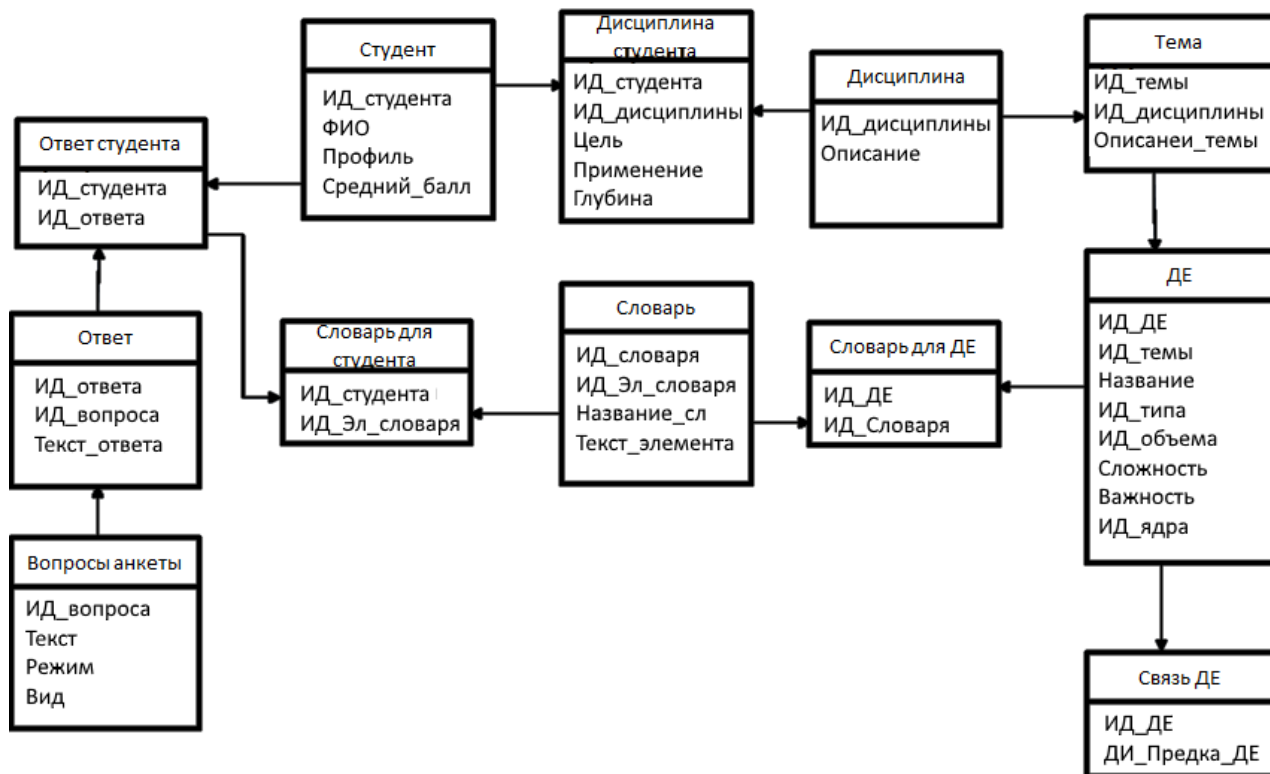 Студент
ИД_студента
ФИО
Профиль
Средний_балл
Дисциплина
студента
ИД_студента
ИД_дисциплины
Цель
Применение
Глубина
Дисциплина
ИД_дисциплины
Описание
Тема
ИД_темы
ИД_дисциплины
Описанеи_темы
Ответ студента
ИД_студента
ИД_ответа
Ответ
ИД_ответа
ИД_вопроса
Текст_ответа
Словарь для
студента
ИД_студента
ИД_Эл_словаря
Словарь
ИД_словаря
ИД_Эл_словаря
Название_сл
Текст_элемента
Словарь для ДЕ
ИД_ДЕ
ИД_Словаря
ДЕ
ИД_ДЕ
ИД_темы
Название
ИД_типа
ИД_объема
Сложность
Важность
ИД_ядра
Вопросы анкеты
ИД_вопроса
Текст
Режим
Вид
Связь ДЕ
ИД_ДЕ
ДИ_Предка_ДЕ